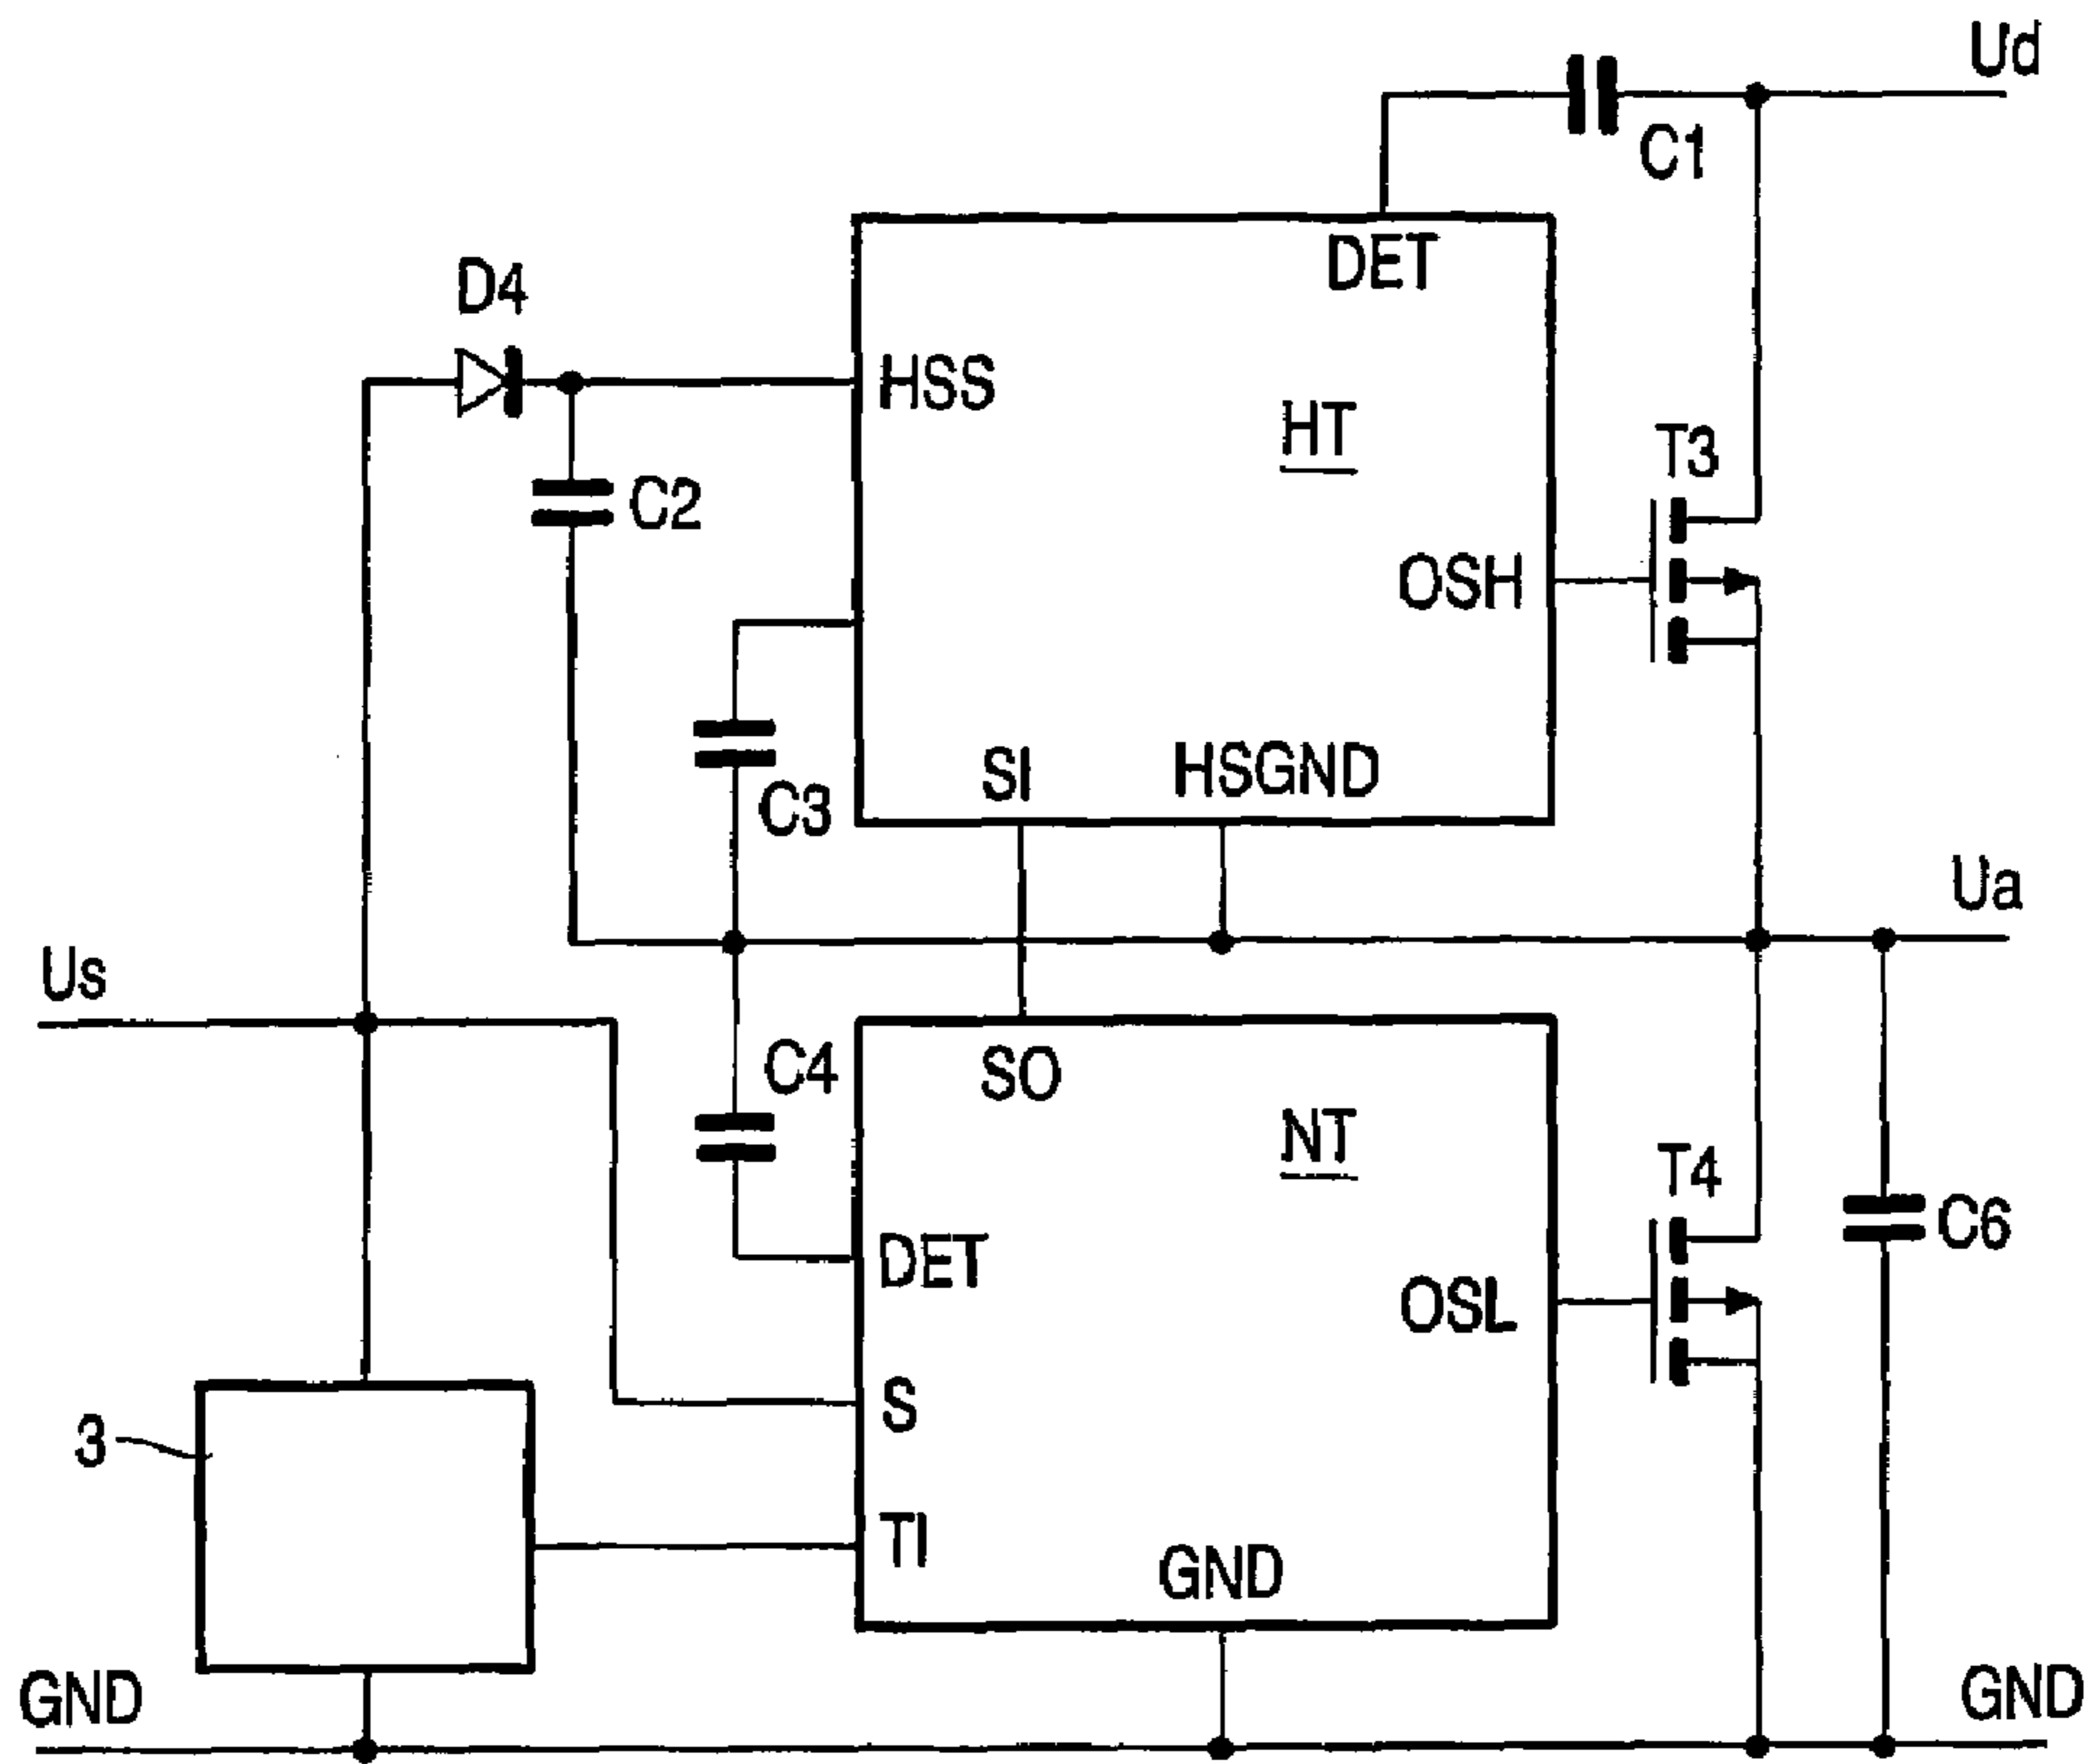 Ud
C1
DET
D4
HSS
HT
T3
C2
OSH
SI
HSGND
C3
Ua
Us
C4
SO
NT
T4
C6
DET
OSL
S
3
TI
GND
GND
GND